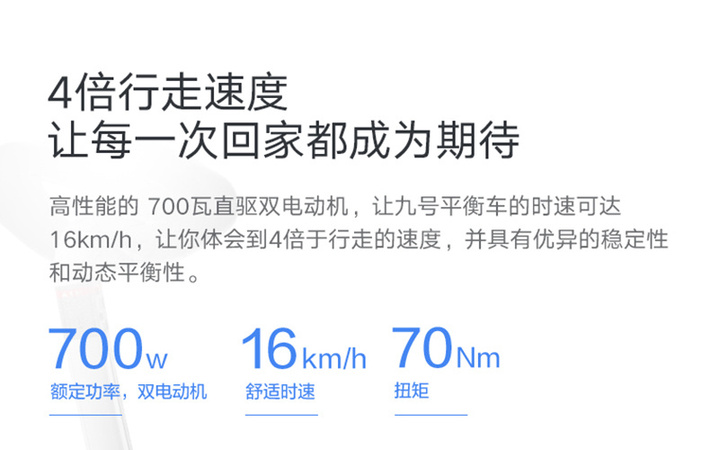 4倍行走速度
让每一次回家都成为期待
高性能的 700瓦直驱双电动机，让九号平衡车的时速可达
16km/h，让你体会到4倍于行走的速度，并具有优异的稳定性
和动态平衡性。
700w 16km/h 70Nm
额定功率，双电动机 舒适时速 扭矩